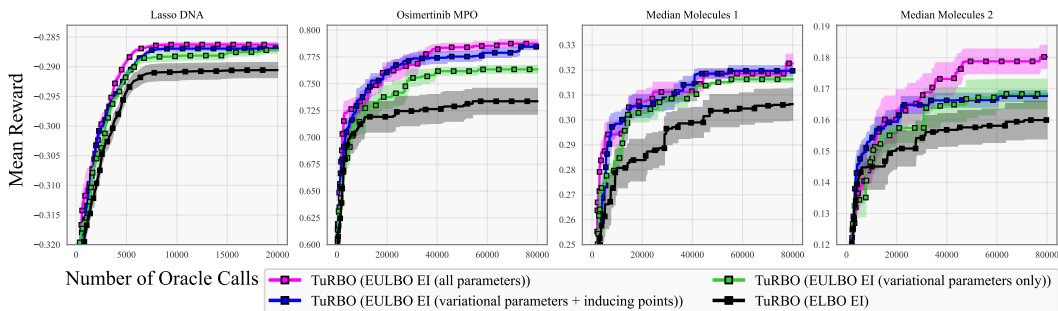 Lasso DNA
Osimertinib MPO
Median Molecules 1
Median Molecules 2
Mean Reward
−0.285
−0.290
−0.295
−0.300
−0.305
−0.310
−0.315
−0.320
0 5000 10000 15000 20000
0.800
0.775
0.750
0.725
0.700
0.675
0.650
0.625
0.600
0 20000 40000 60000 80000
0.33
0.32
0.31
0.30
0.29
0.28
0.27
0.26
0.25
0 20000 40000 60000 80000
0.19
0.18
0.17
0.16
0.15
0.14
0.13
0.12
0 20000 40000 60000 80000
Number of Oracle Calls
TuRBO (EULBO EI (all parameters))
TuRBO (EULBO EI (variational parameters + inducing points))
TuRBO (EULBO EI (variational parameters only))
TuRBO (ELBO EI)